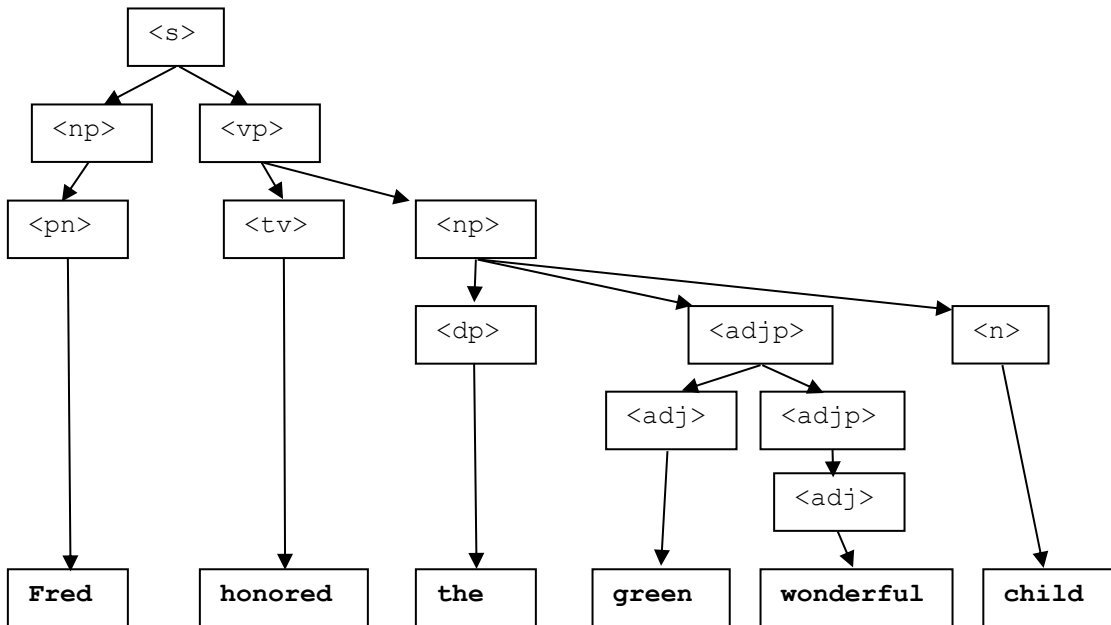 <s>
<np> <vp>
<pn> <tv> <np>
<dp> <adjp> <n>
<adj> <adjp>
<adj>
Fred honored the green wonderful child